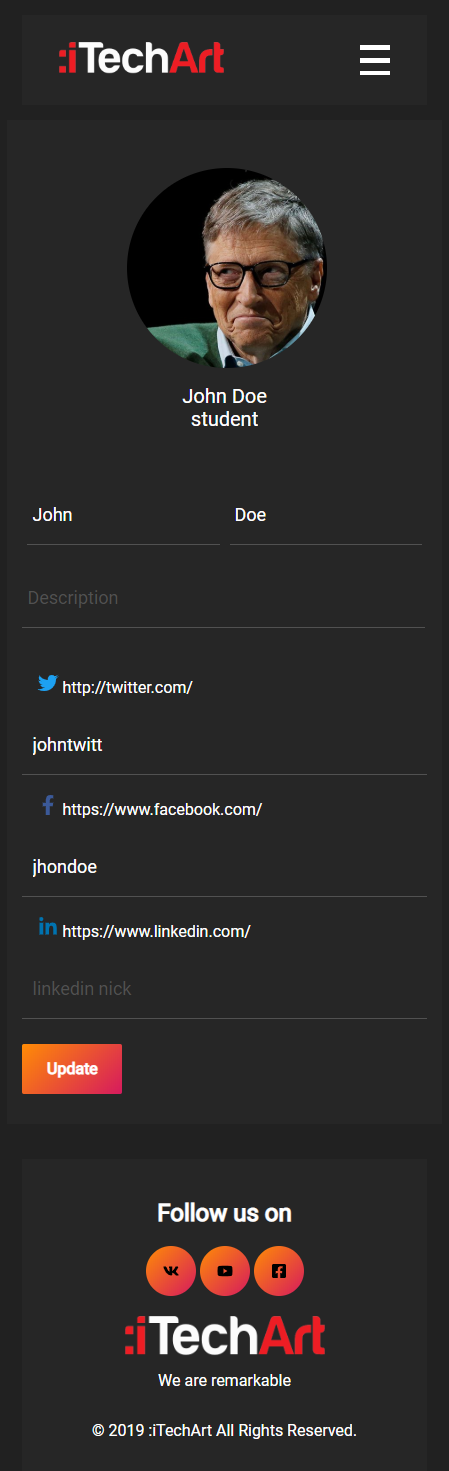 :iTechArt
John Doe
student
John Doe
Description
http://twitter.com/
johntwitt
https://www.facebook.com/
jhondoe
https://www.linkedin.com/
linkedin nick
Update
Follow us on
:iTechArt
We are remarkable
© 2019 :iTechArt All Rights Reserved.